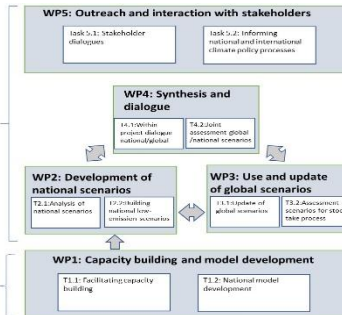 WP5: Outreach and interaction with stakeholders
Task 5.1: Stakeholder
dialogues
Task 5.2: Informing
national and international
climate policy processes
WP4: Synthesis and
dialogue
T4.1:Within
project dialogue
national/global
T4.2:Joint
assessment global
/national scenarios
WP2: Development of
national scenarios
T2.1:Analysis of
national scenarios
T2.2:Building
national low-
emission scenarios
WP3: Use and update
of global scenarios
T3.1:Update of
global scenarios
T3.2:Assessment
scenarios for stock
take process
WP1: Capacity building and model development
T1.1: Facilitating capacity
building
T1.2: National model
development